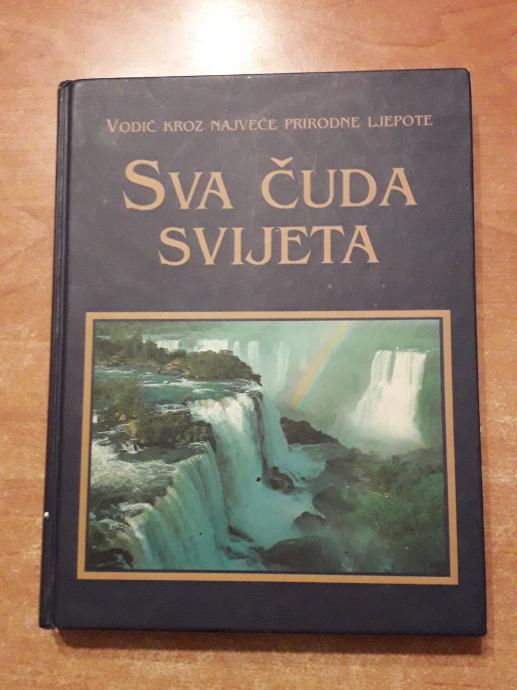 VODIČ KROZ NAJVEĆE PRIRODNE LJEPOTE
SVA ČUDA
SVIJETA